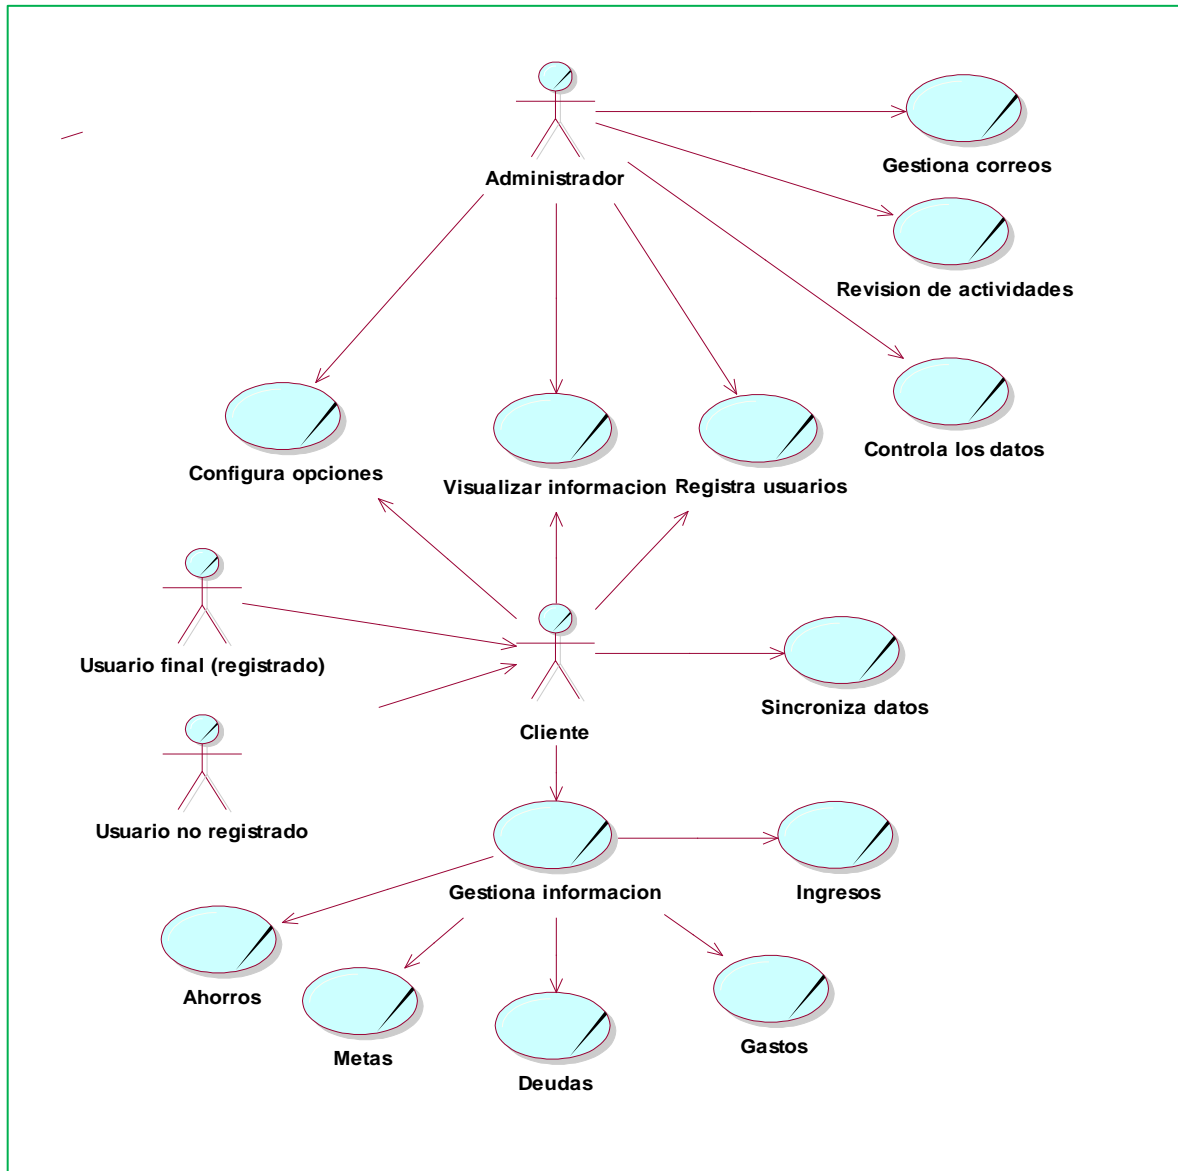 Administrador
Gestiona correos
Revision de actividades
Controla los datos
Configura opciones
Visualizar informacion
Registra usuarios
Usuario final (registrado)
Cliente
Sincroniza datos
Usuario no registrado
Gestiona informacion
Ingresos
Ahorros
Metas
Deudas
Gastos